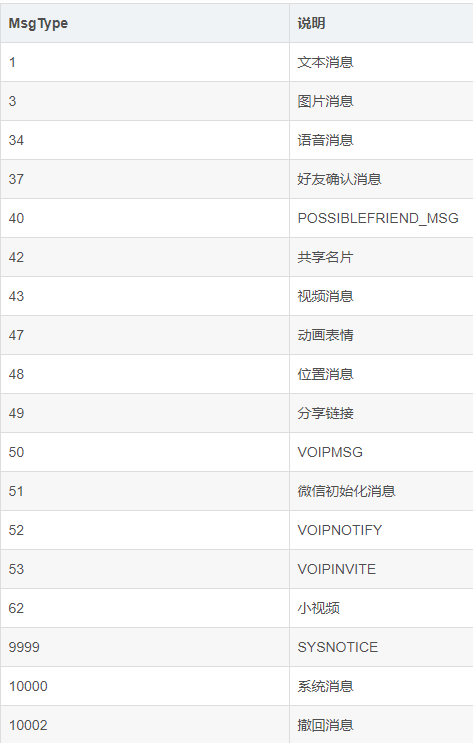 MsgType 说明
1 文本消息
3 图片消息
34 语音消息
37 好友确认消息
40 POSSIBLEFRIEND_MSG
42 共享名片
43 视频消息
47 动画表情
48 位置消息
49 分享链接
50 VOIPMSG
51 微信初始化消息
52 VOIPNOTIFY
53 VOIPINVITE
62 小视频
9999 SYSNOTICE
10000 系统消息
10002 撤回消息